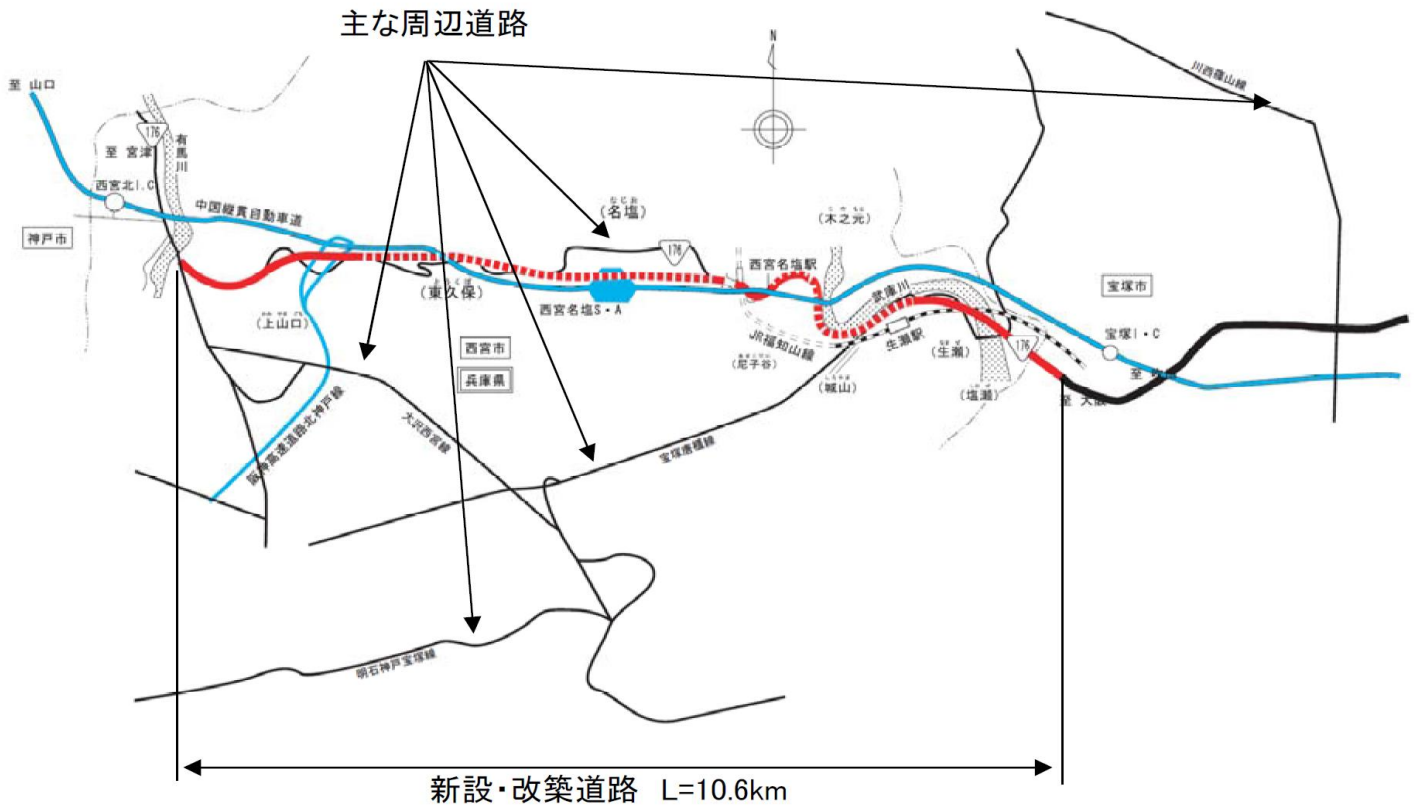 主な周辺道路
N
川西篠山線
至 山口
176
有馬川
至 宮津
西宮北I.C
中国縦貫自動車道
神戸市
なじお
(名塩)
176
(木之元)
西宮名塩駅
武庫川
宝塚市
(東久保)
西宮名塩S・A
(上山口)
JR福知山線
生瀬駅
宝塚I・C
西宮市
兵庫県
(尼子谷)
(城山)
(生瀬)
176
(塩瀬)
至 大阪
阪神高速道路北神戸線
大沢西宮線
宝塚唐櫃線
明石神戸宝塚線
新設・改築道路 L=10.6km